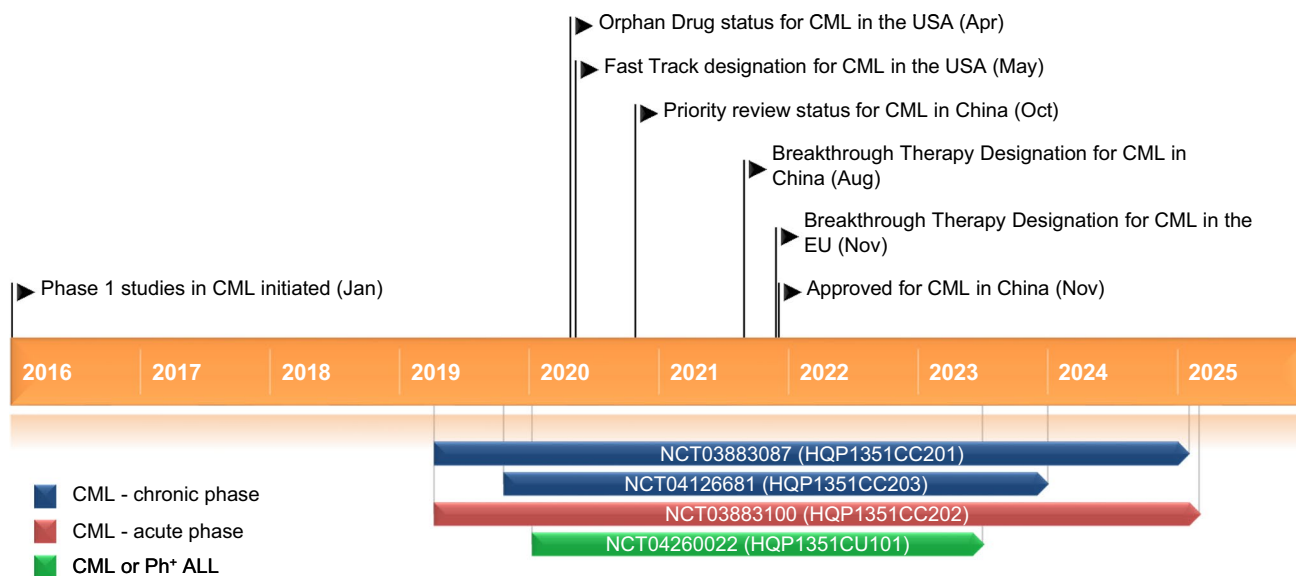 Orphan Drug status for CML in the USA (Apr)
Fast Track designation for CML in the USA (May)
Priority review status for CML in China (Oct)
Breakthrough Therapy Designation for CML in
China (Aug)
Breakthrough Therapy Designation for CML in the
EU (Nov)
Phase 1 studies in CML initiated (Jan)
Approved for CML in China (Nov)
2016 2017 2018 2019 2020 2021 2022 2023 2024 2025
NCT03883087 (HQP1351CC201)
NCT04126681 (HQP1351CC203)
NCT03883100 (HQP1351CC202)
NCT04260022 (HQP1351CU101)
CML - chronic phase
CML - acute phase
CML or Ph⁺ ALL